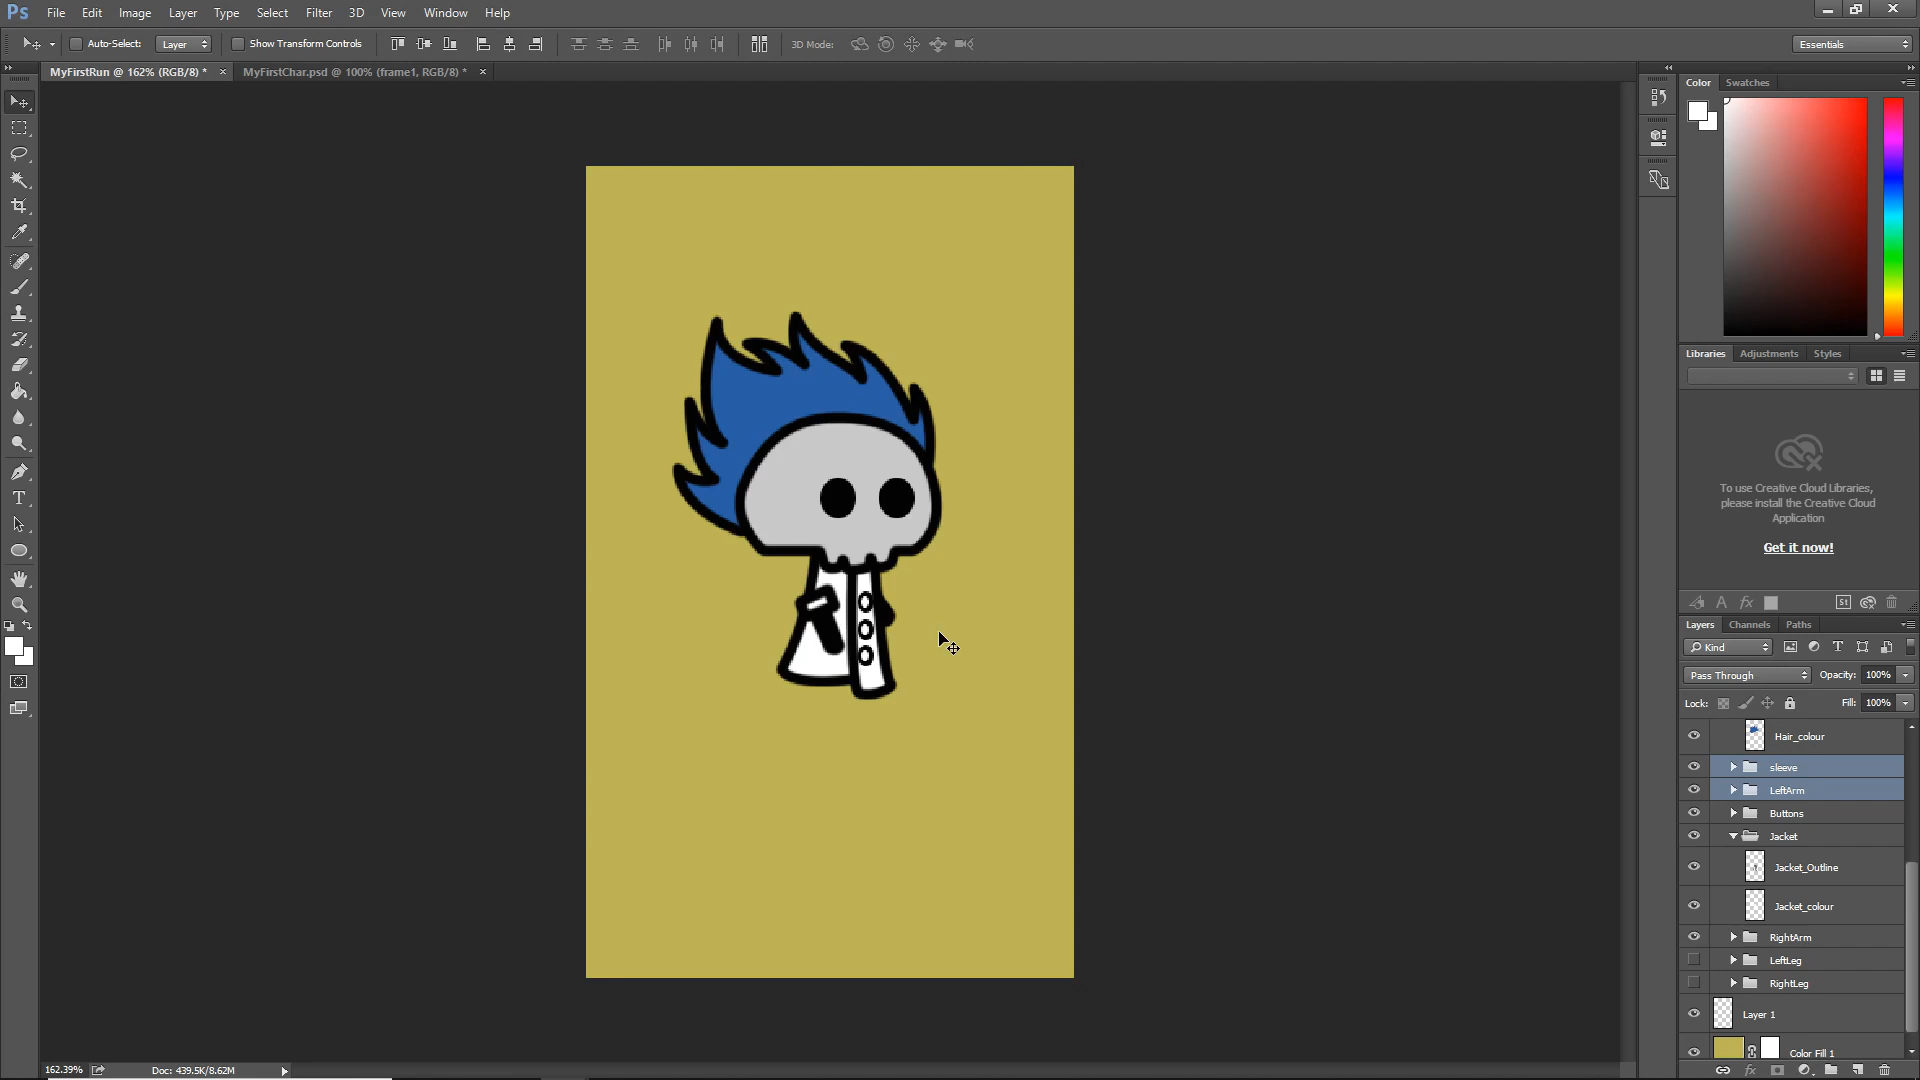 Ps File Edit Image Layer Type Select Filter 3D View Window Help
Auto-Select: Layer Show Transform Controls 3D Mode: Essentials
MyFirstRun @ 162% (RGB/8) * × MyFirstChar.psd @ 100% (frame1, RGB/8) * ×
Color Swatches
Libraries Adjustments Styles
To use Creative Cloud Libraries,
please install the Creative Cloud
Application
Get it now!
A fx St
Layers Channels Paths
Kind T
Pass Through Opacity: 100%
Lock: Fill: 100%
Hair_colour
sleeve
LeftArm
Buttons
Jacket
Jacket_Outline
Jacket_colour
RightArm
LeftLeg
RightLeg
Layer 1
Color Fill 1
fx
T
162.39% Doc: 439.5K/8.62M